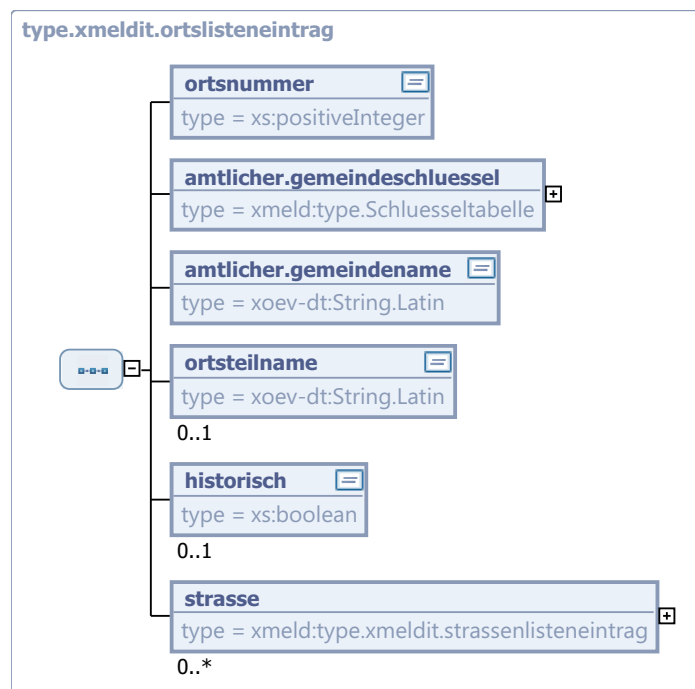 type.xmeldit.ortslisteneintrag
ortsnummer
type = xs:positiveInteger
amtlicher.gemeindeschluessel
type = xmeld:type.Schluesseltabelle
amtlicher.gemeindename
type = xoev-dt:String.Latin
ortsteilname
type = xoev-dt:String.Latin
0..1
historisch
type = xs:boolean
0..1
strasse
type = xmeld:type.xmeldit.strassenlisteneintrag
0..*